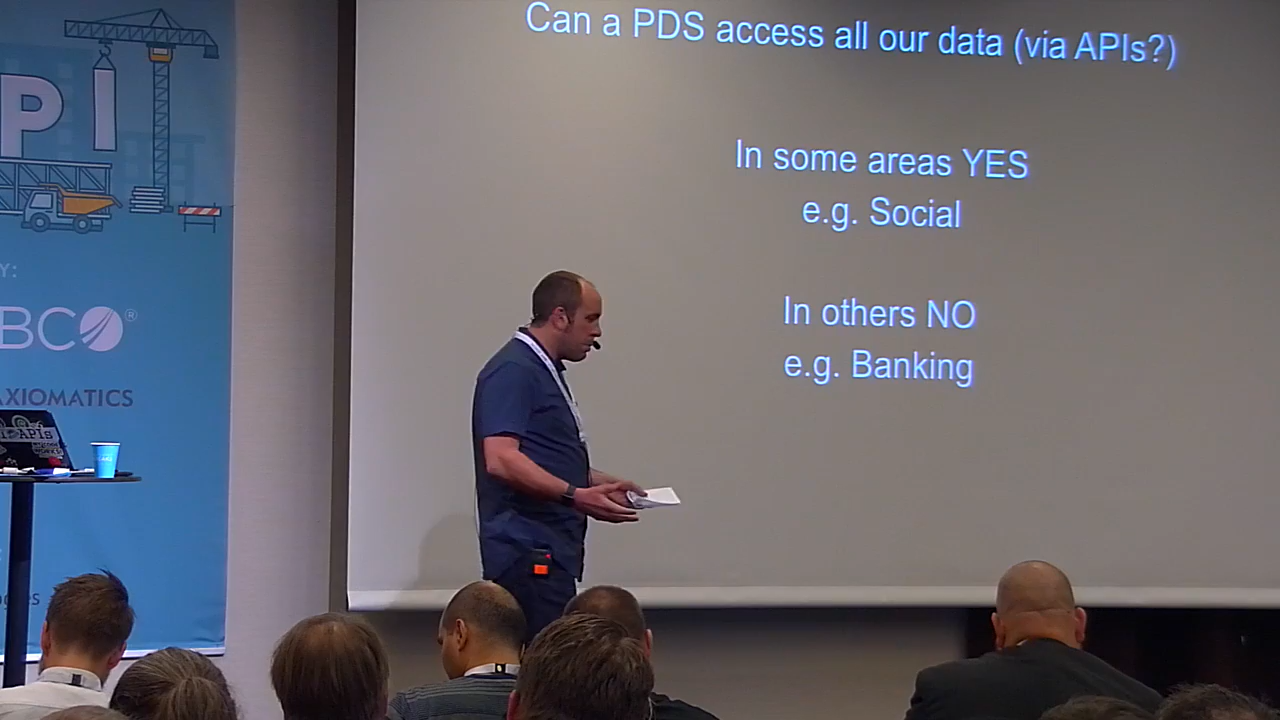 Can a PDS access all our data (via APIs?)
In some areas YES
e.g. Social
In others NO
e.g. Banking
PI
Y:
BCO®
AXIOMATICS
APIs